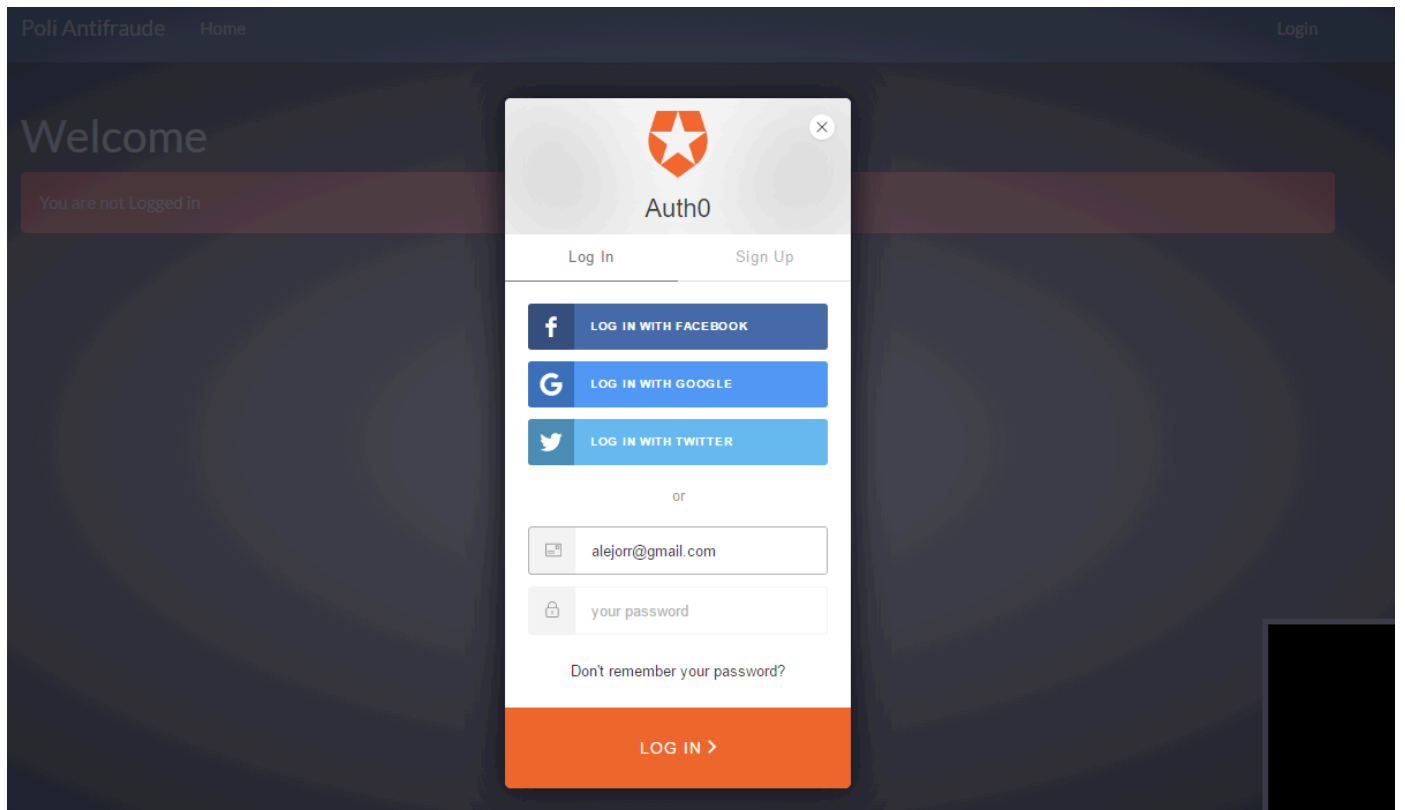 Poli Antifraude Home Login
Welcome
You are not Logged in
Auth0
Log In Sign Up
LOG IN WITH FACEBOOK
LOG IN WITH GOOGLE
LOG IN WITH TWITTER
or
alejorr@gmail.com
your password
Don't remember your password?
LOG IN